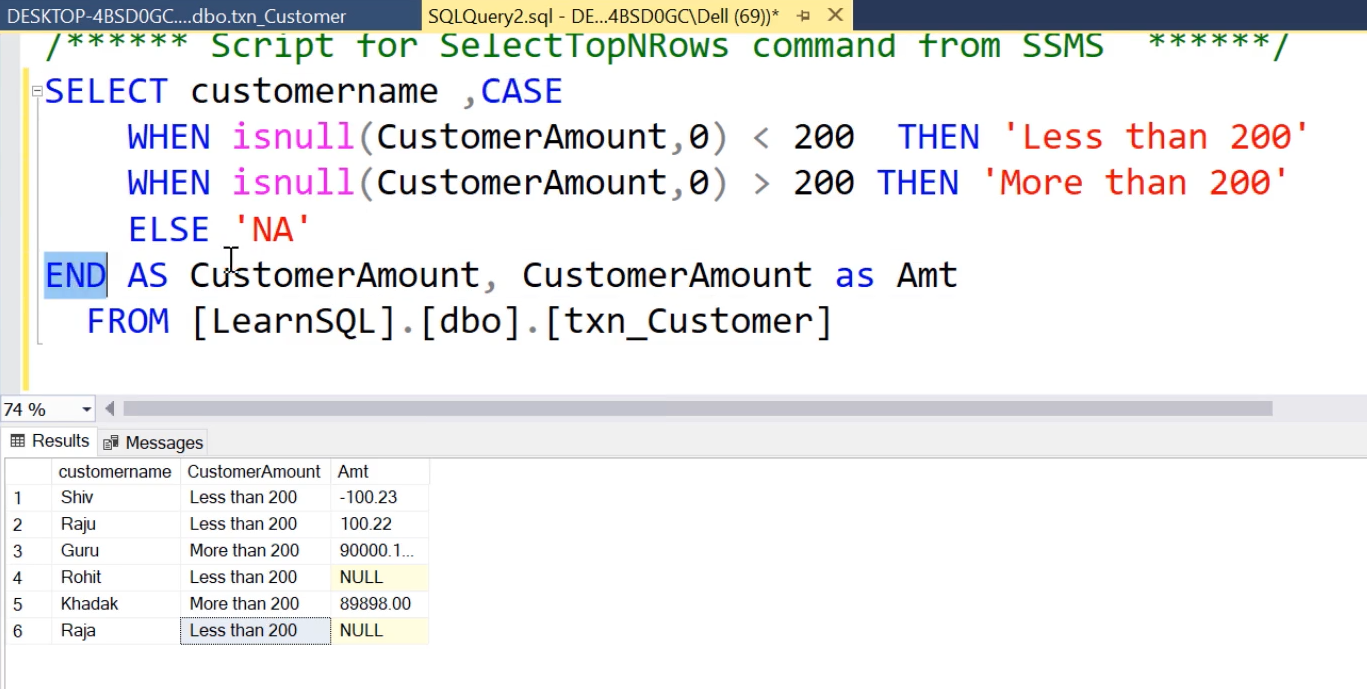 DESKTOP-4BSD0GC....dbo.txn_Customer SQLQuery2.sql - DE...4BSD0GC\Dell (69))*
/****** Script for SelectTopNRows command from SSMS ******/
SELECT customername ,CASE
WHEN isnull(CustomerAmount,0) < 200 THEN 'Less than 200'
WHEN isnull(CustomerAmount,0) > 200 THEN 'More than 200'
ELSE 'NA'
END AS CustomerAmount, CustomerAmount as Amt
FROM [LearnSQL].[dbo].[txn_Customer]
74 %
Results Messages
customername CustomerAmount Amt
1 Shiv Less than 200 -100.23
2 Raju Less than 200 100.22
3 Guru More than 200 90000.1...
4 Rohit Less than 200 NULL
5 Khadak More than 200 89898.00
6 Raja Less than 200 NULL